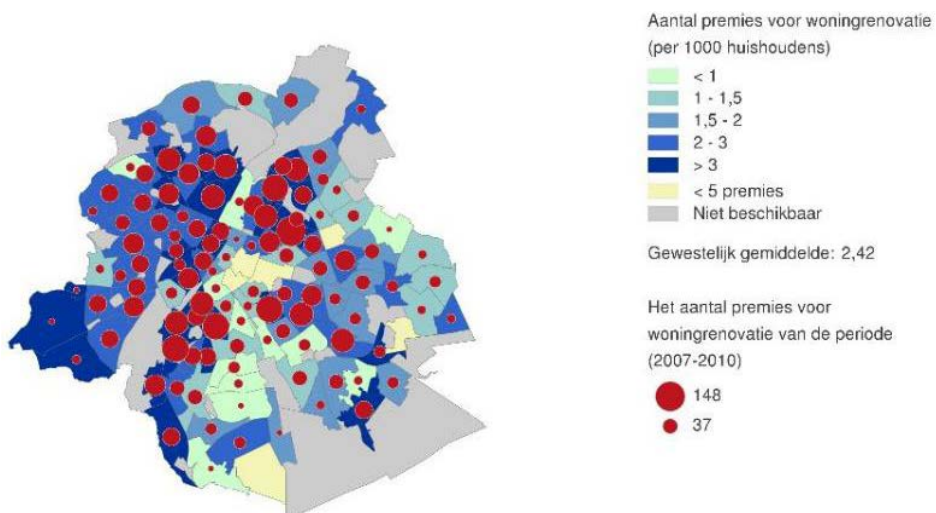 Aantal premies voor woningrenovatie
(per 1000 huishoudens)
< 1
1 - 1,5
1,5 - 2
2 - 3
> 3
< 5 premies
Niet beschikbaar
Gewestelijk gemiddelde: 2,42
Het aantal premies voor
woningrenovatie van de periode
(2007-2010)
148
37